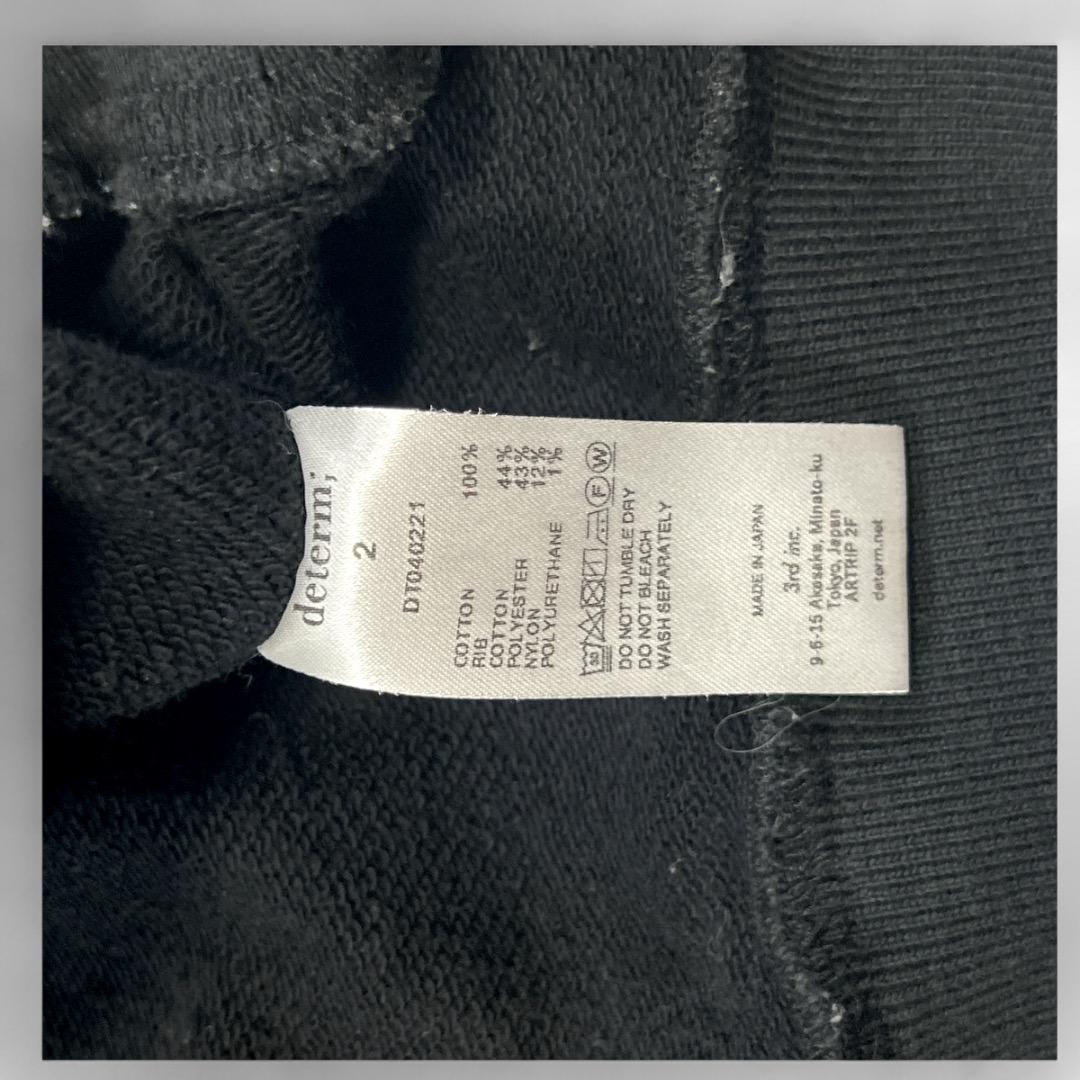 determ;
2
DT040221
COTTON 100%
RIB
COTTON 44%
POLYESTER 43%
NYLON 12%
POLYURETHANE 1%
30 F W
DO NOT TUMBLE DRY
DO NOT BLEACH
WASH SEPARATELY
MADE IN JAPAN
3rd inc.
9-6-15 Akasaka, Minato-ku
Tokyo, Japan
ARTRIP 2F
determ.net